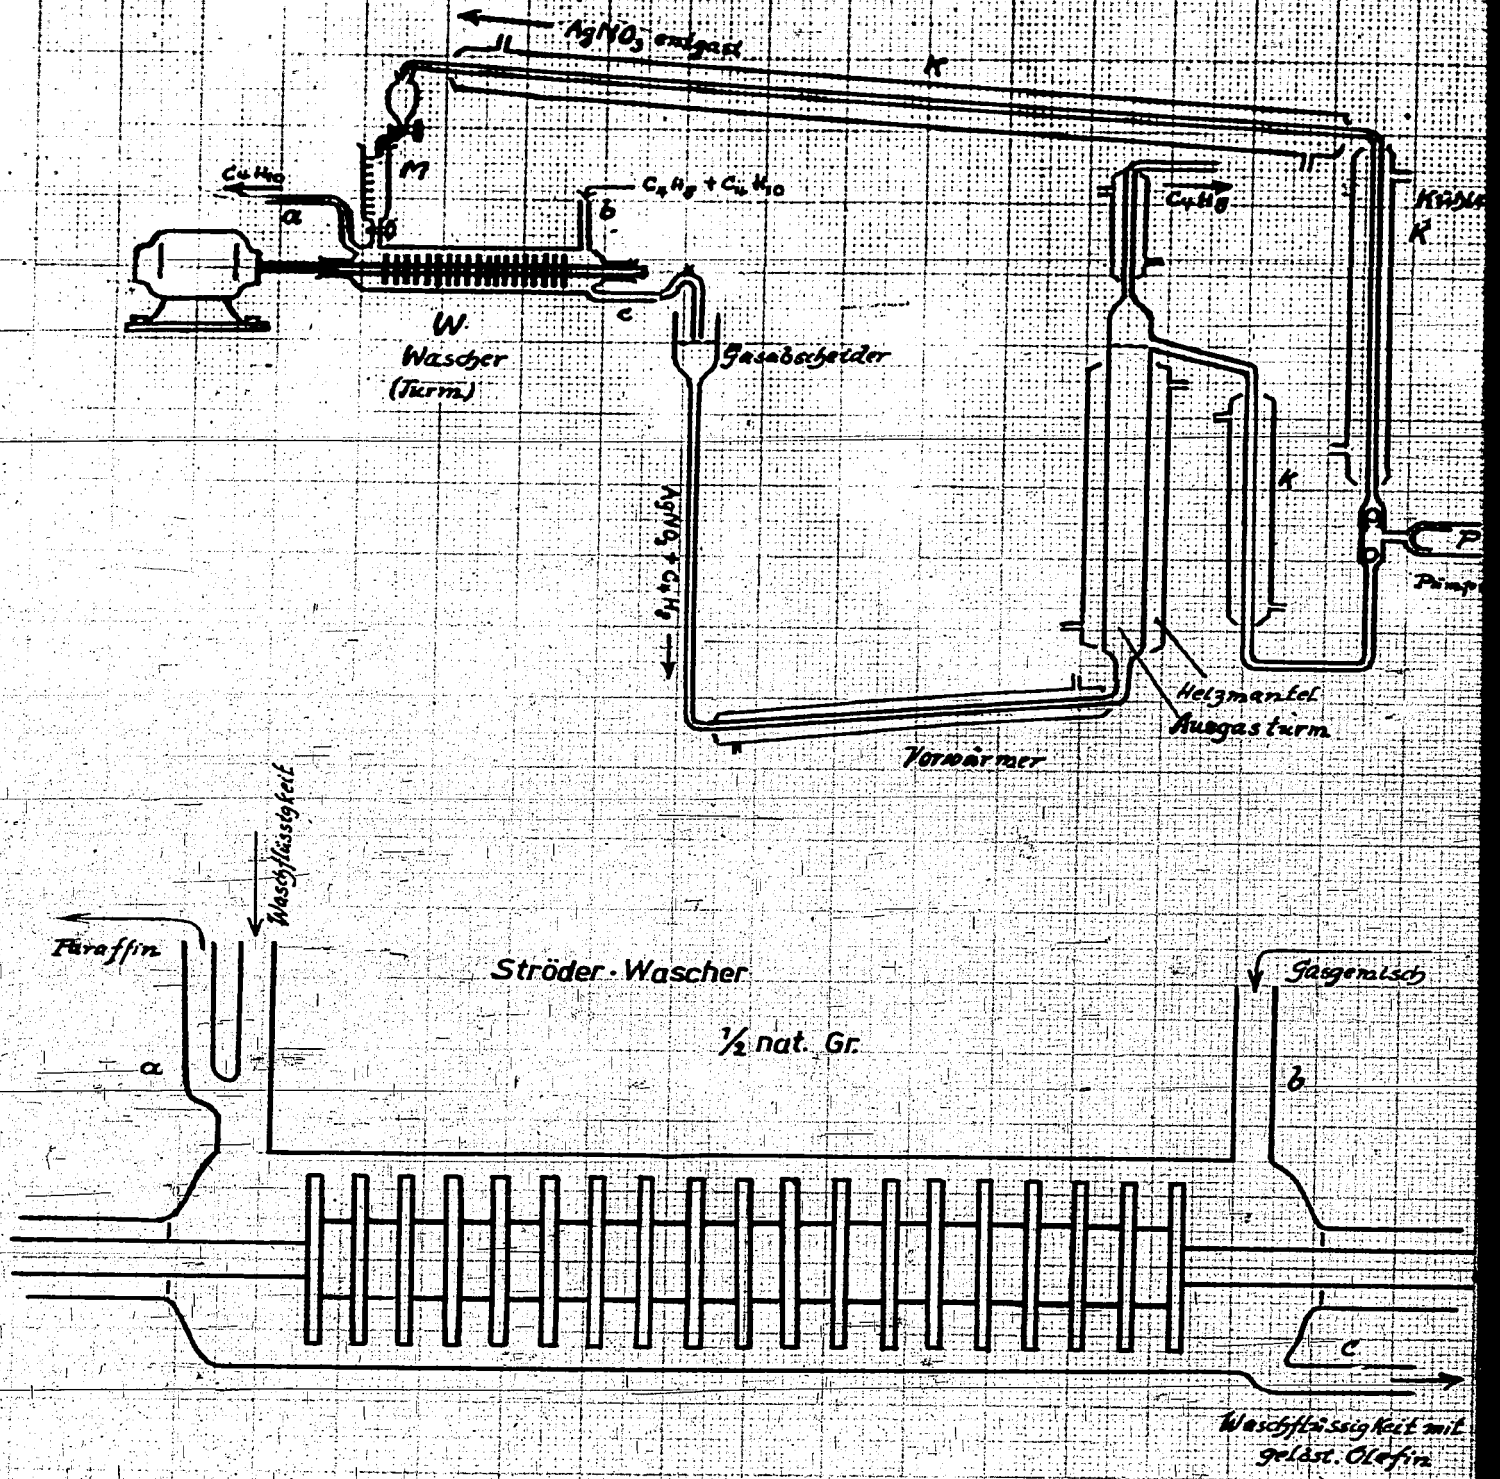 AgNO3 entgast
K
C4H10
M
C4H8 + C4H10
a
b
C4H8
Kühler
K
W.
Wascher
(Turm)
c
Gasabscheider
K
AgNO3 + C4H8
P
Pumpe
Heizmantel
Ausgasturm
Vorwärmer
Waschflüssigkeit
Paraffin
Ströder·Wascher
Gasgemisch
½ nat. Gr.
a
b
c
Waschflüssigkeit mit
gelöst. Olefin